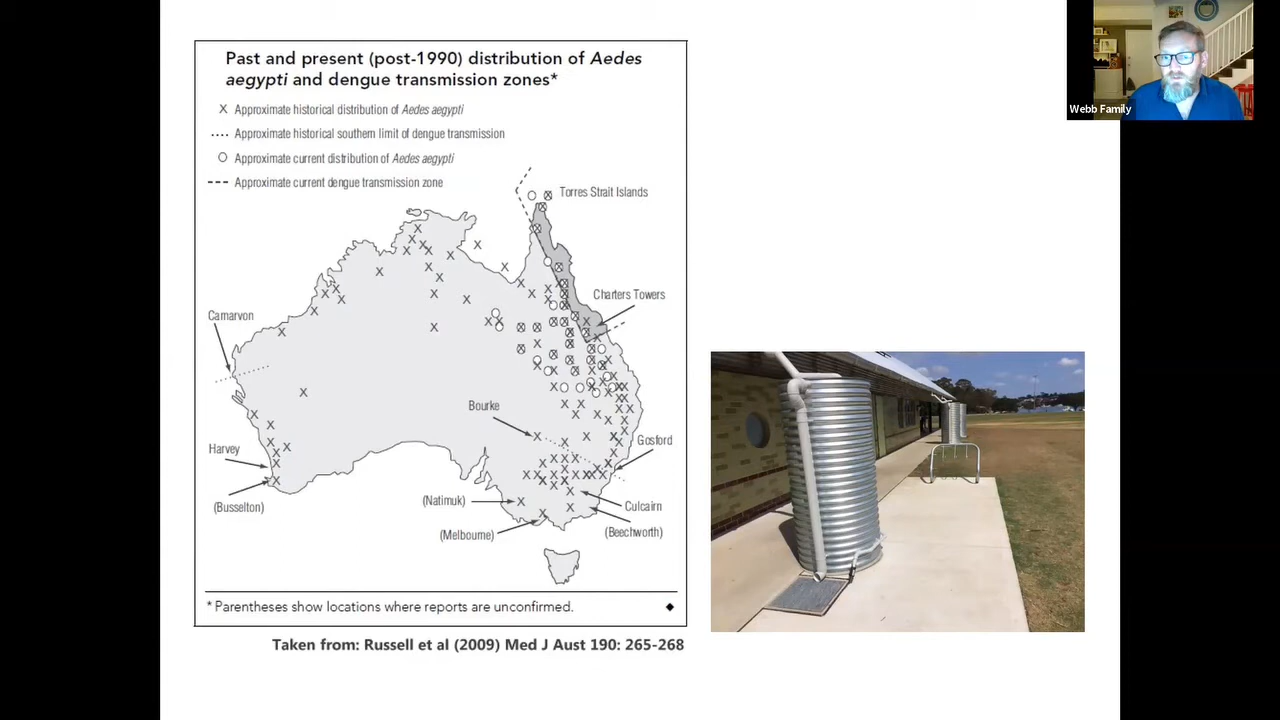 Past and present (post-1990) distribution of Aedes
aegypti and dengue transmission zones*
X Approximate historical distribution of Aedes aegypti
.... Approximate historical southern limit of dengue transmission
O Approximate current distribution of Aedes aegypti
--- Approximate current dengue transmission zone
Torres Strait Islands
Charters Towers
Carnarvon
Bourke
Gosford
Harvey
(Busselton)
(Natimuk)
Culcairn
(Melbourne)
(Beechworth)
* Parentheses show locations where reports are unconfirmed.
Taken from: Russell et al (2009) Med J Aust 190: 265-268
Webb Family